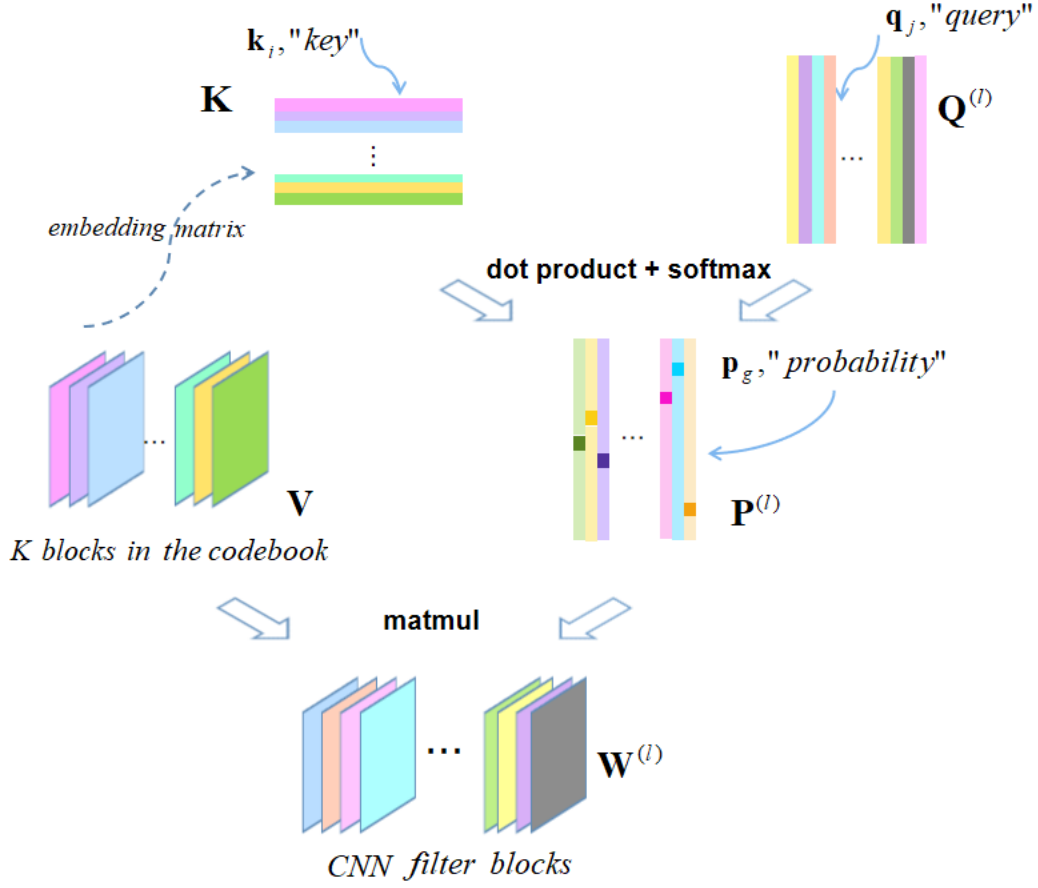 k_i, "key"
q_j, "query"
K
Q^(l)
...
...
embedding matrix
dot product + softmax
p_g, "probability"
...
...
V
P^(l)
K blocks in the codebook
matmul
...
W^(l)
CNN filter blocks